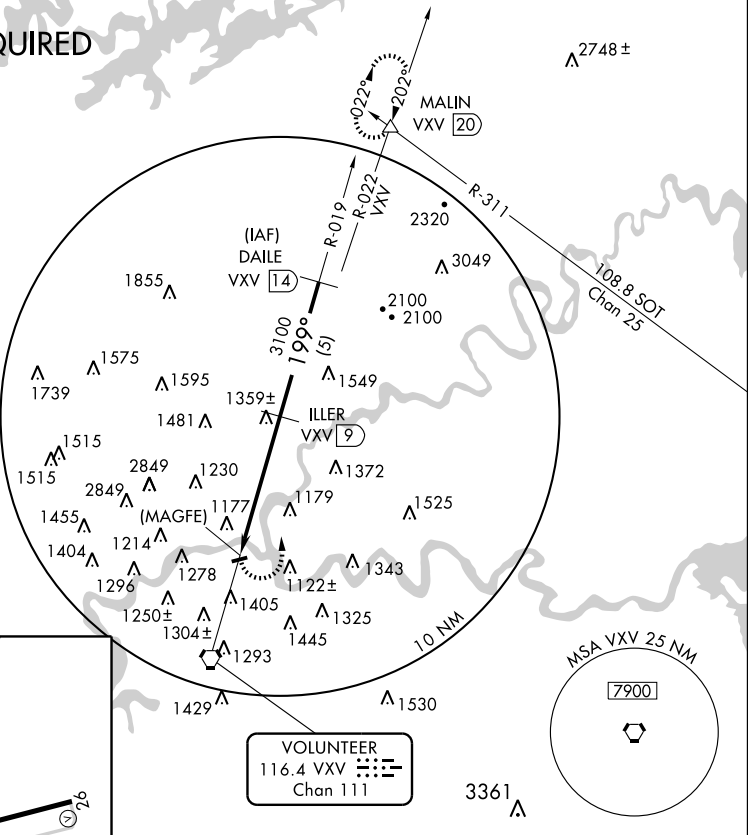 QUIRED
2748±
022°
202°
MALIN
VXV 20
R-019
R-022
VXV
R-311
2320
(IAF)
DAILE
VXV 14
3049
108.8 SOT
Chan 25
1855
2100
2100
3100
199°
(5)
1575
1739
1595
1549
1359±
1481
ILLER
VXV 9
1515
1515
2849
2849
1230
1372
1177
1179
1525
(MAGFE)
1455
1404
1214
1296
1278
1122±
1343
1250±
1304±
1405
1325
1445
1293
10 NM
MSA VXV 25 NM
7900
1429
1530
VOLUNTEER
116.4 VXV
Chan 111
3361
26
V